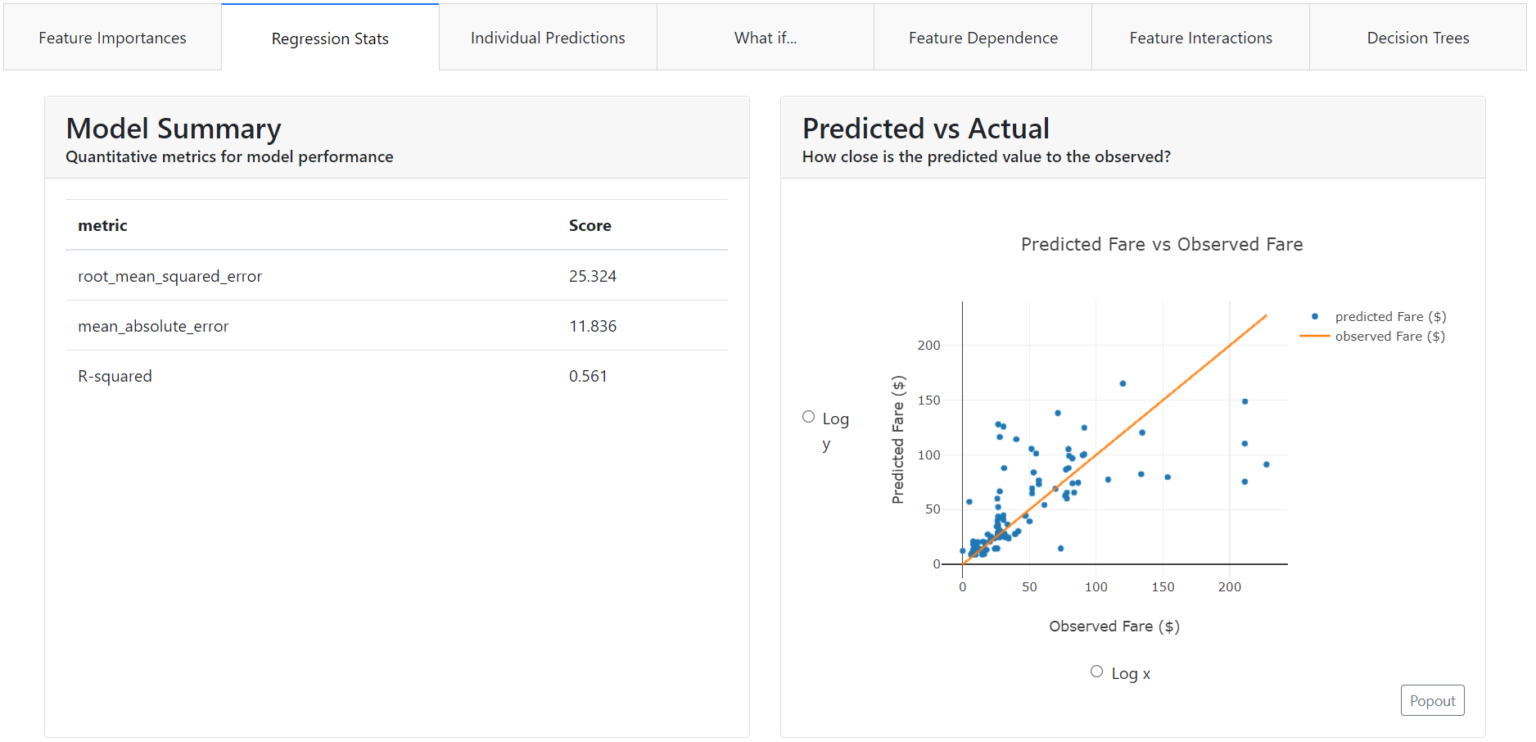 Feature Importances
Regression Stats
Individual Predictions
What if...
Feature Dependence
Feature Interactions
Decision Trees
Model Summary
Quantitative metrics for model performance
metric Score
root_mean_squared_error 25.324
mean_absolute_error 11.836
R-squared 0.561
Predicted vs Actual
How close is the predicted value to the observed?
Predicted Fare vs Observed Fare
predicted Fare ($)
observed Fare ($)
Log
y
Predicted Fare ($)
200
150
100
50
0
0 50 100 150 200
Observed Fare ($)
Log x
Popout